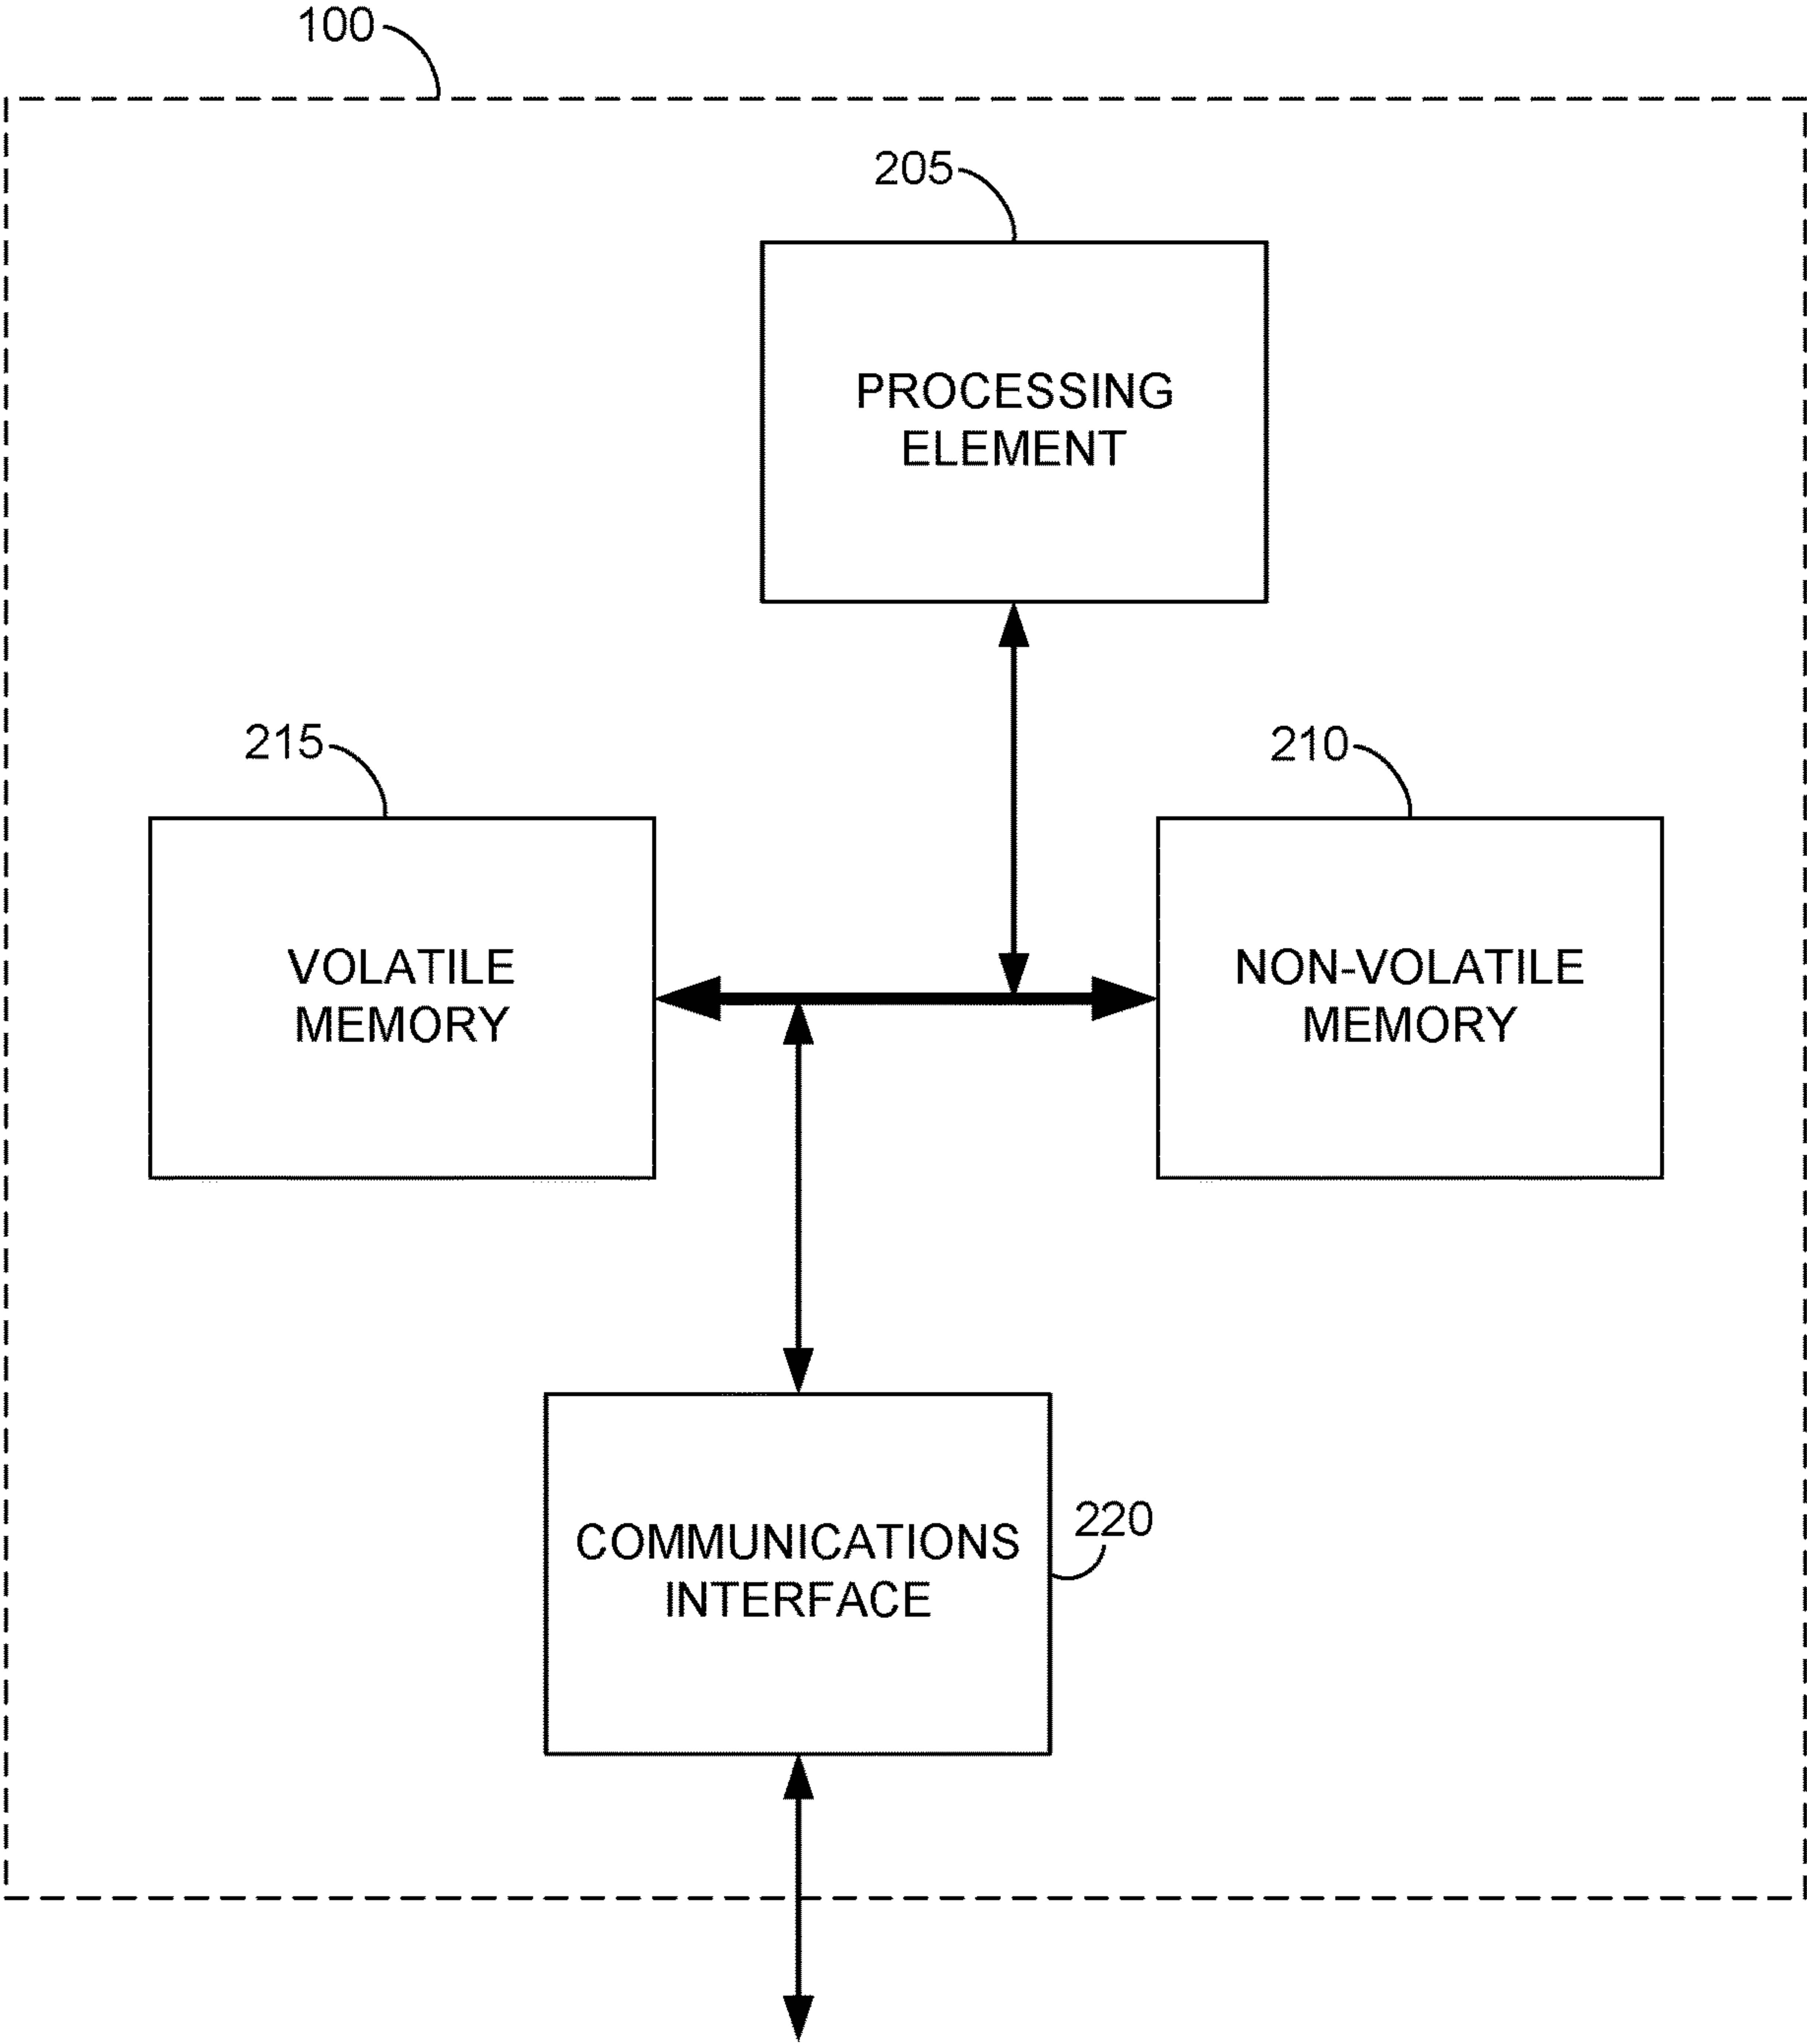 100
205
PROCESSING
ELEMENT
215
210
VOLATILE
MEMORY
NON-VOLATILE
MEMORY
220
COMMUNICATIONS
INTERFACE